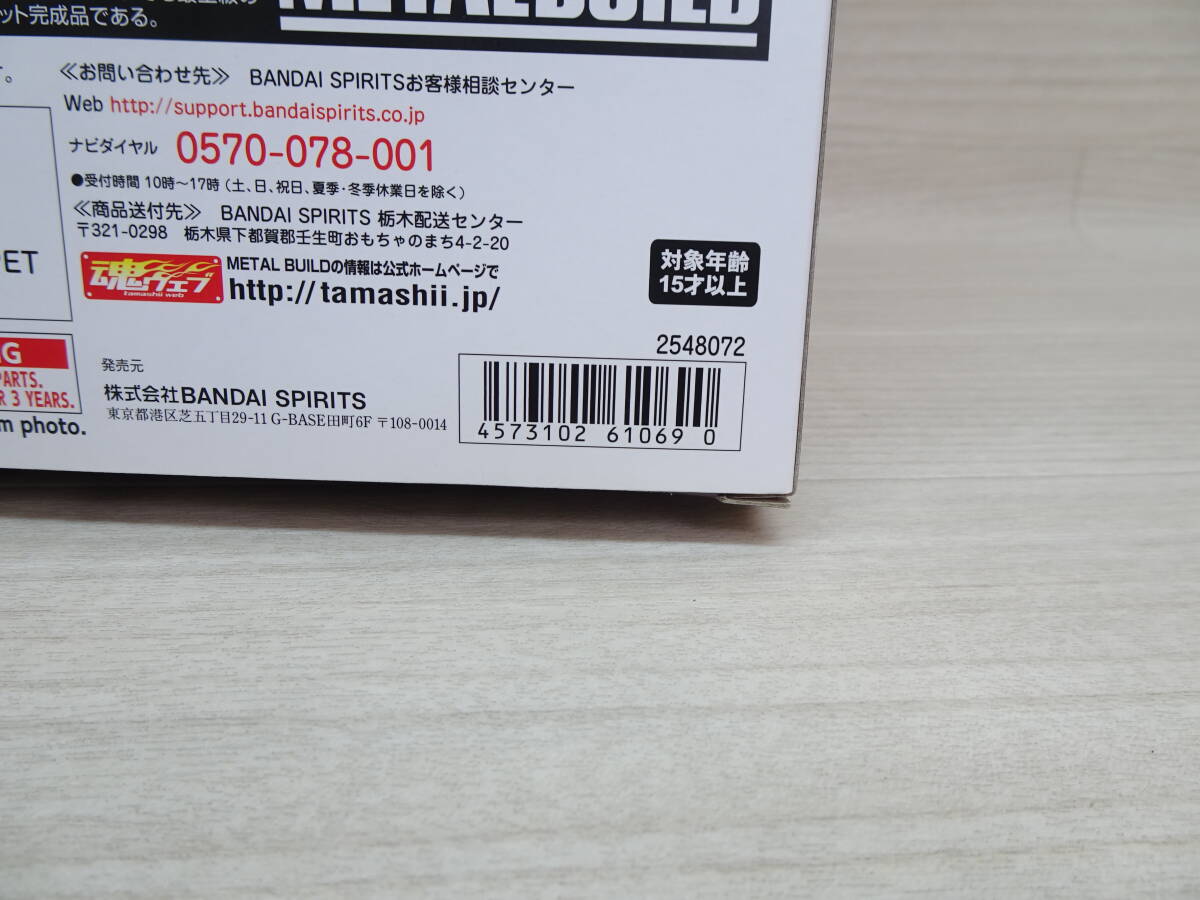 ット完成品である。
METAL BUILD
す。
≪お問い合わせ先≫ BANDAI SPIRITSお客様相談センター
Web http://support.bandaispirits.co.jp
ナビダイヤル 0570-078-001
●受付時間 10時～17時（土、日、祝日、夏季・冬季休業日を除く）
≪商品送付先≫ BANDAI SPIRITS 栃木配送センター
〒321-0298 栃木県下都賀郡壬生町おもちゃのまち4-2-20
PET
魂ウェブ
tamashii web
METAL BUILDの情報は公式ホームページで
http://tamashii.jp/
対象年齢
15才以上
2548072
G
PARTS.
R 3 YEARS.
m photo.
発売元
株式会社BANDAI SPIRITS
東京都港区芝五丁目29-11 G-BASE田町6F 〒108-0014
4573102 61069 0